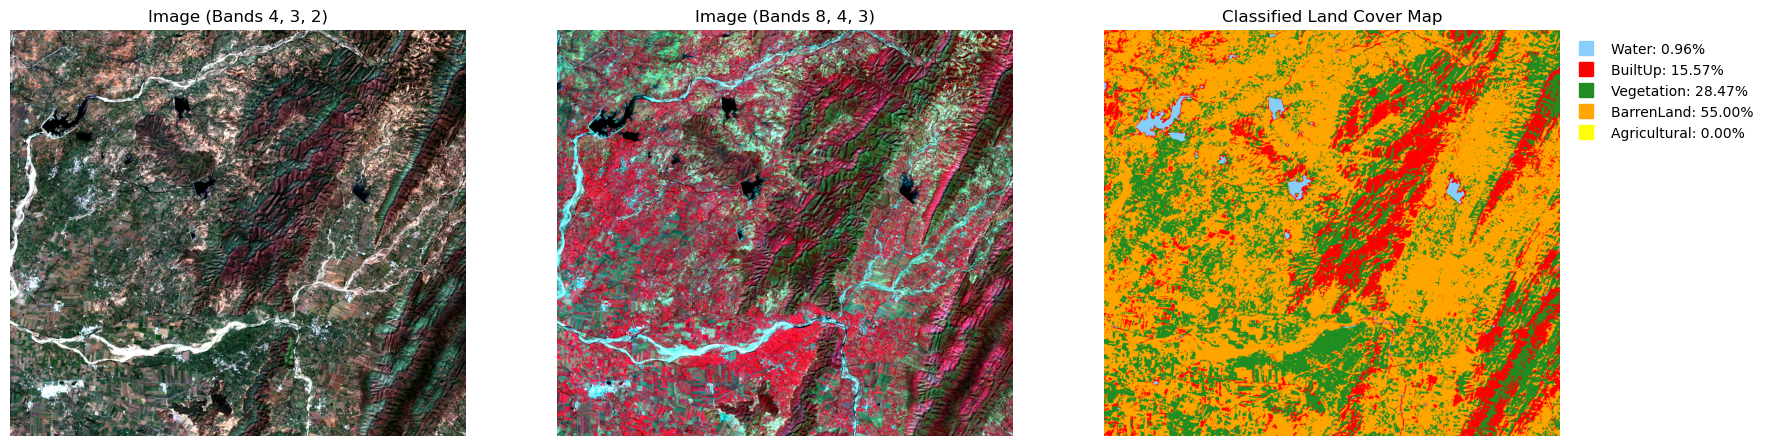 Image (Bands 4, 3, 2)
Image (Bands 8, 4, 3)
Classified Land Cover Map
Water: 0.96%
BuiltUp: 15.57%
Vegetation: 28.47%
BarrenLand: 55.00%
Agricultural: 0.00%